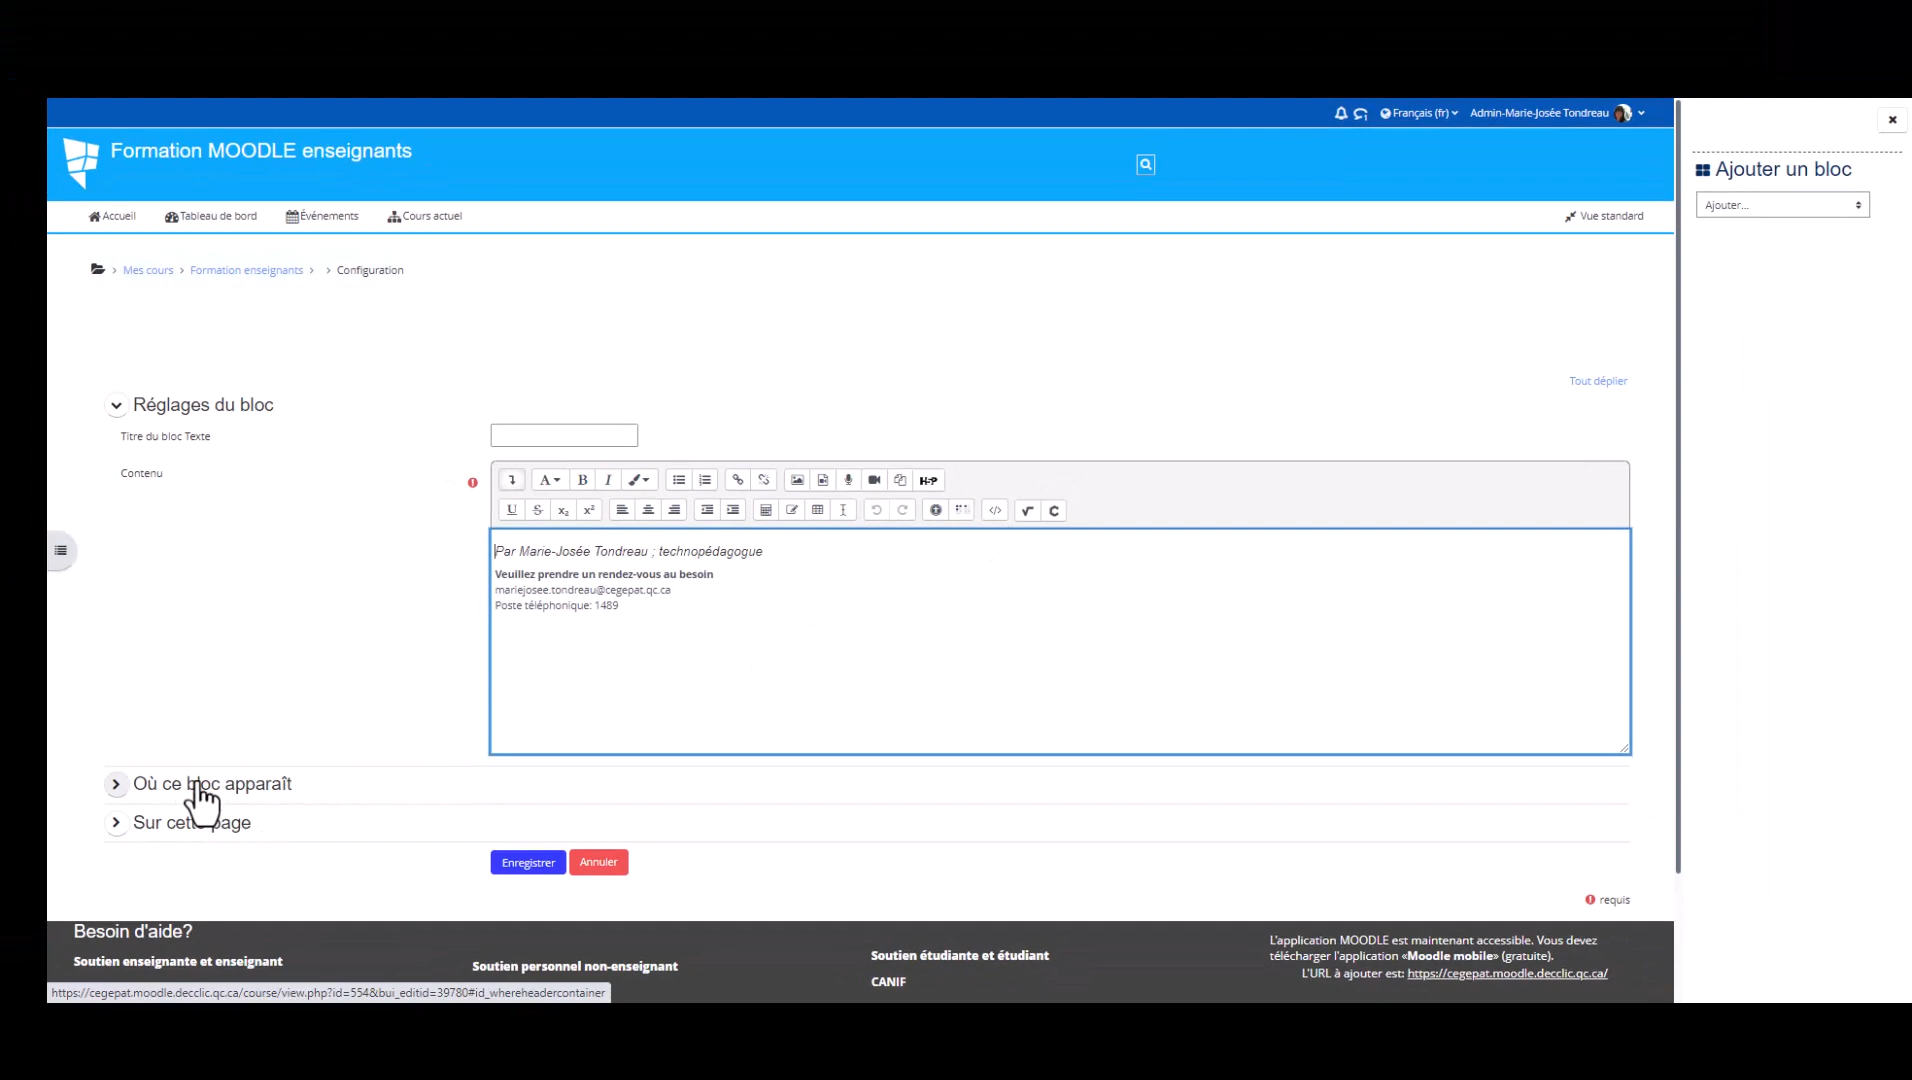 Français (fr)
Admin-Marie-Josée Tondreau
Formation MOODLE enseignants
Accueil
Tableau de bord
Événements
Cours actuel
Vue standard
Mes cours
Formation enseignants
Configuration
Tout déplier
Réglages du bloc
Titre du bloc Texte
Contenu
Par Marie-Josée Tondreau ; technopédagogue
Veuillez prendre un rendez-vous au besoin
mariejosee.tondreau@cegepat.qc.ca
Poste téléphonique: 1489
Où ce bloc apparaît
Sur cette page
Enregistrer
Annuler
requis
Ajouter un bloc
Ajouter...
Besoin d'aide?
Soutien enseignante et enseignant
Soutien personnel non-enseignant
Soutien étudiante et étudiant
CANIF
L'application MOODLE est maintenant accessible. Vous devez
télécharger l'application «Moodle mobile» (gratuite).
L'URL à ajouter est: https://cegepat.moodle.decclic.qc.ca/
https://cegepat.moodle.decclic.qc.ca/course/view.php?id=554&bui_editid=39780#id_whereheadercontainer